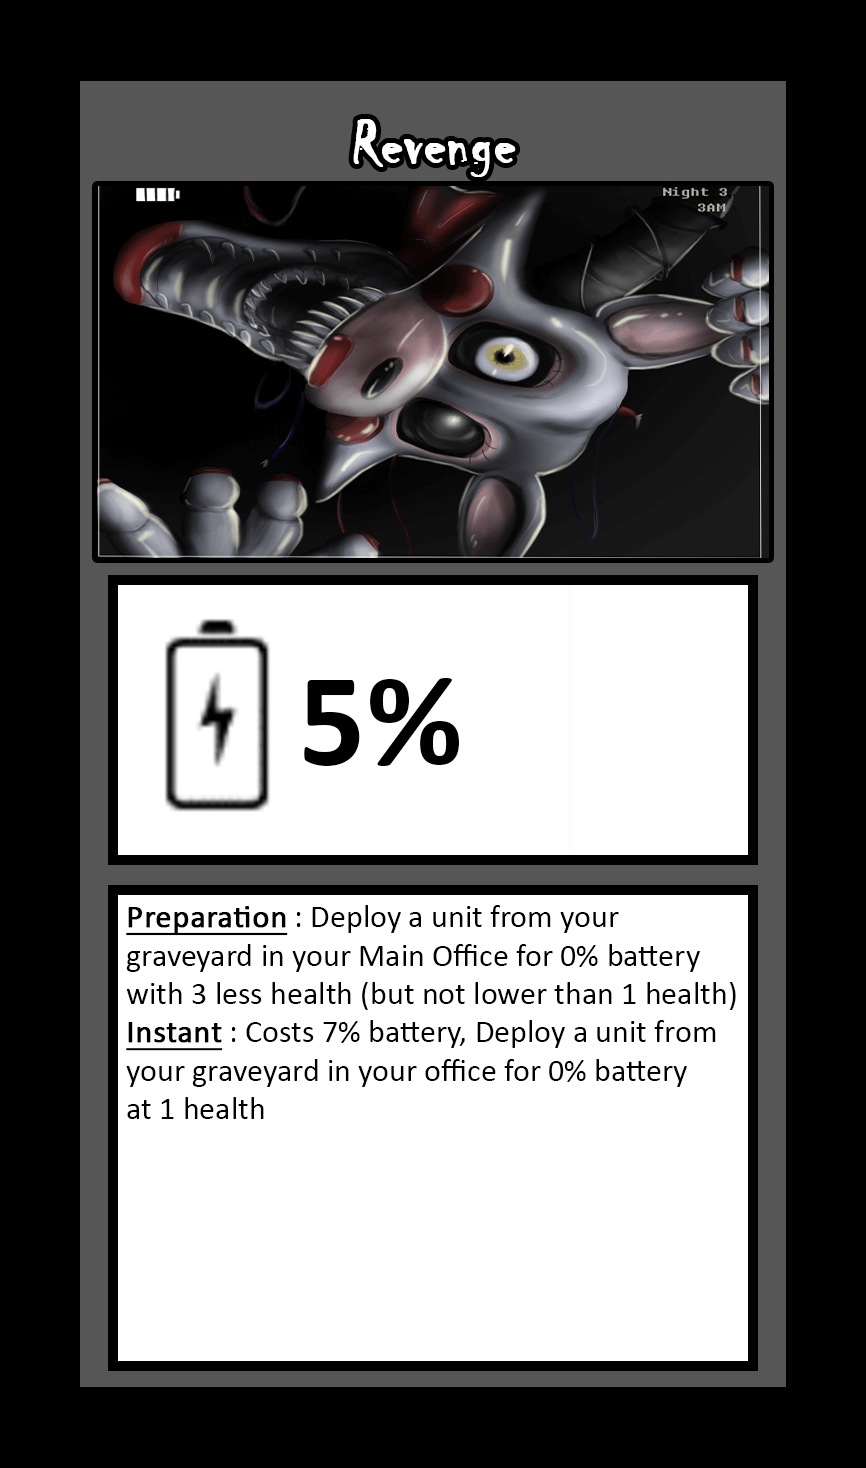 Revenge
Night 3
3AM
5%
Preparation : Deploy a unit from your
graveyard in your Main Office for 0% battery
with 3 less health (but not lower than 1 health)
Instant : Costs 7% battery, Deploy a unit from
your graveyard in your office for 0% battery
at 1 health